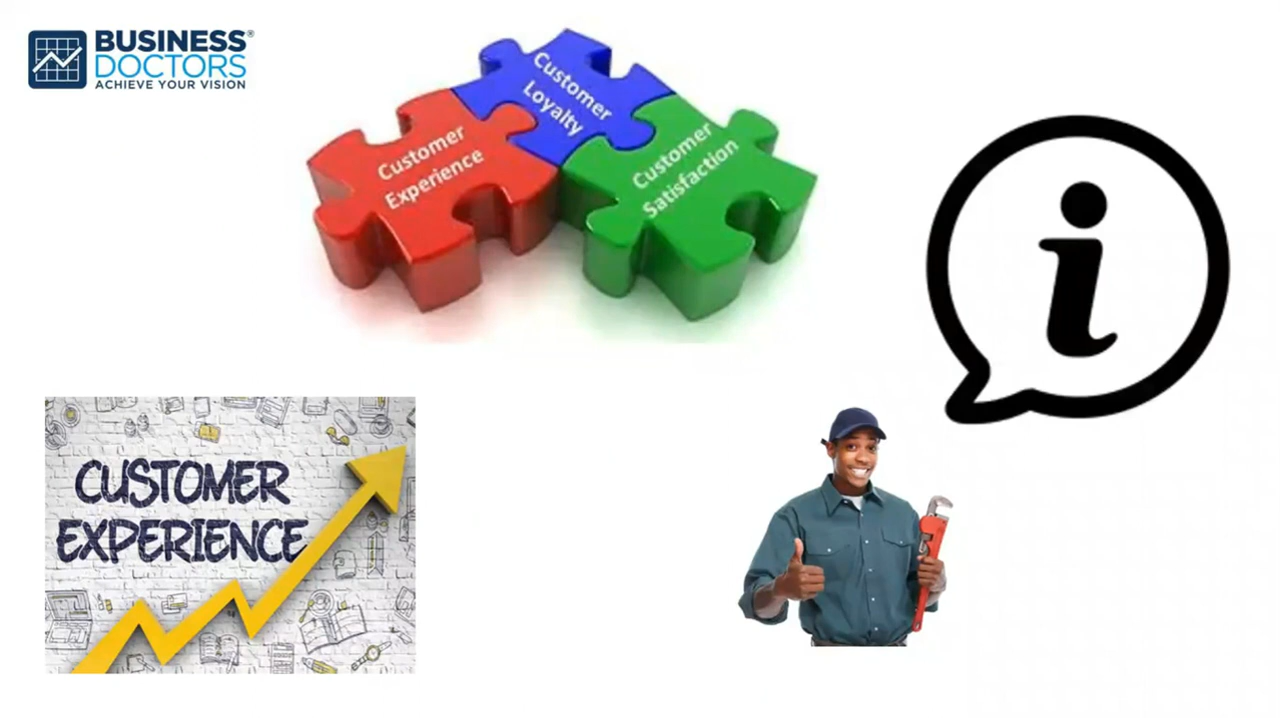 BUSINESS®
DOCTORS
ACHIEVE YOUR VISION
Customer
Loyalty
Customer
Experience
Customer
Satisfaction
i
CUSTOMER
EXPERIENCE